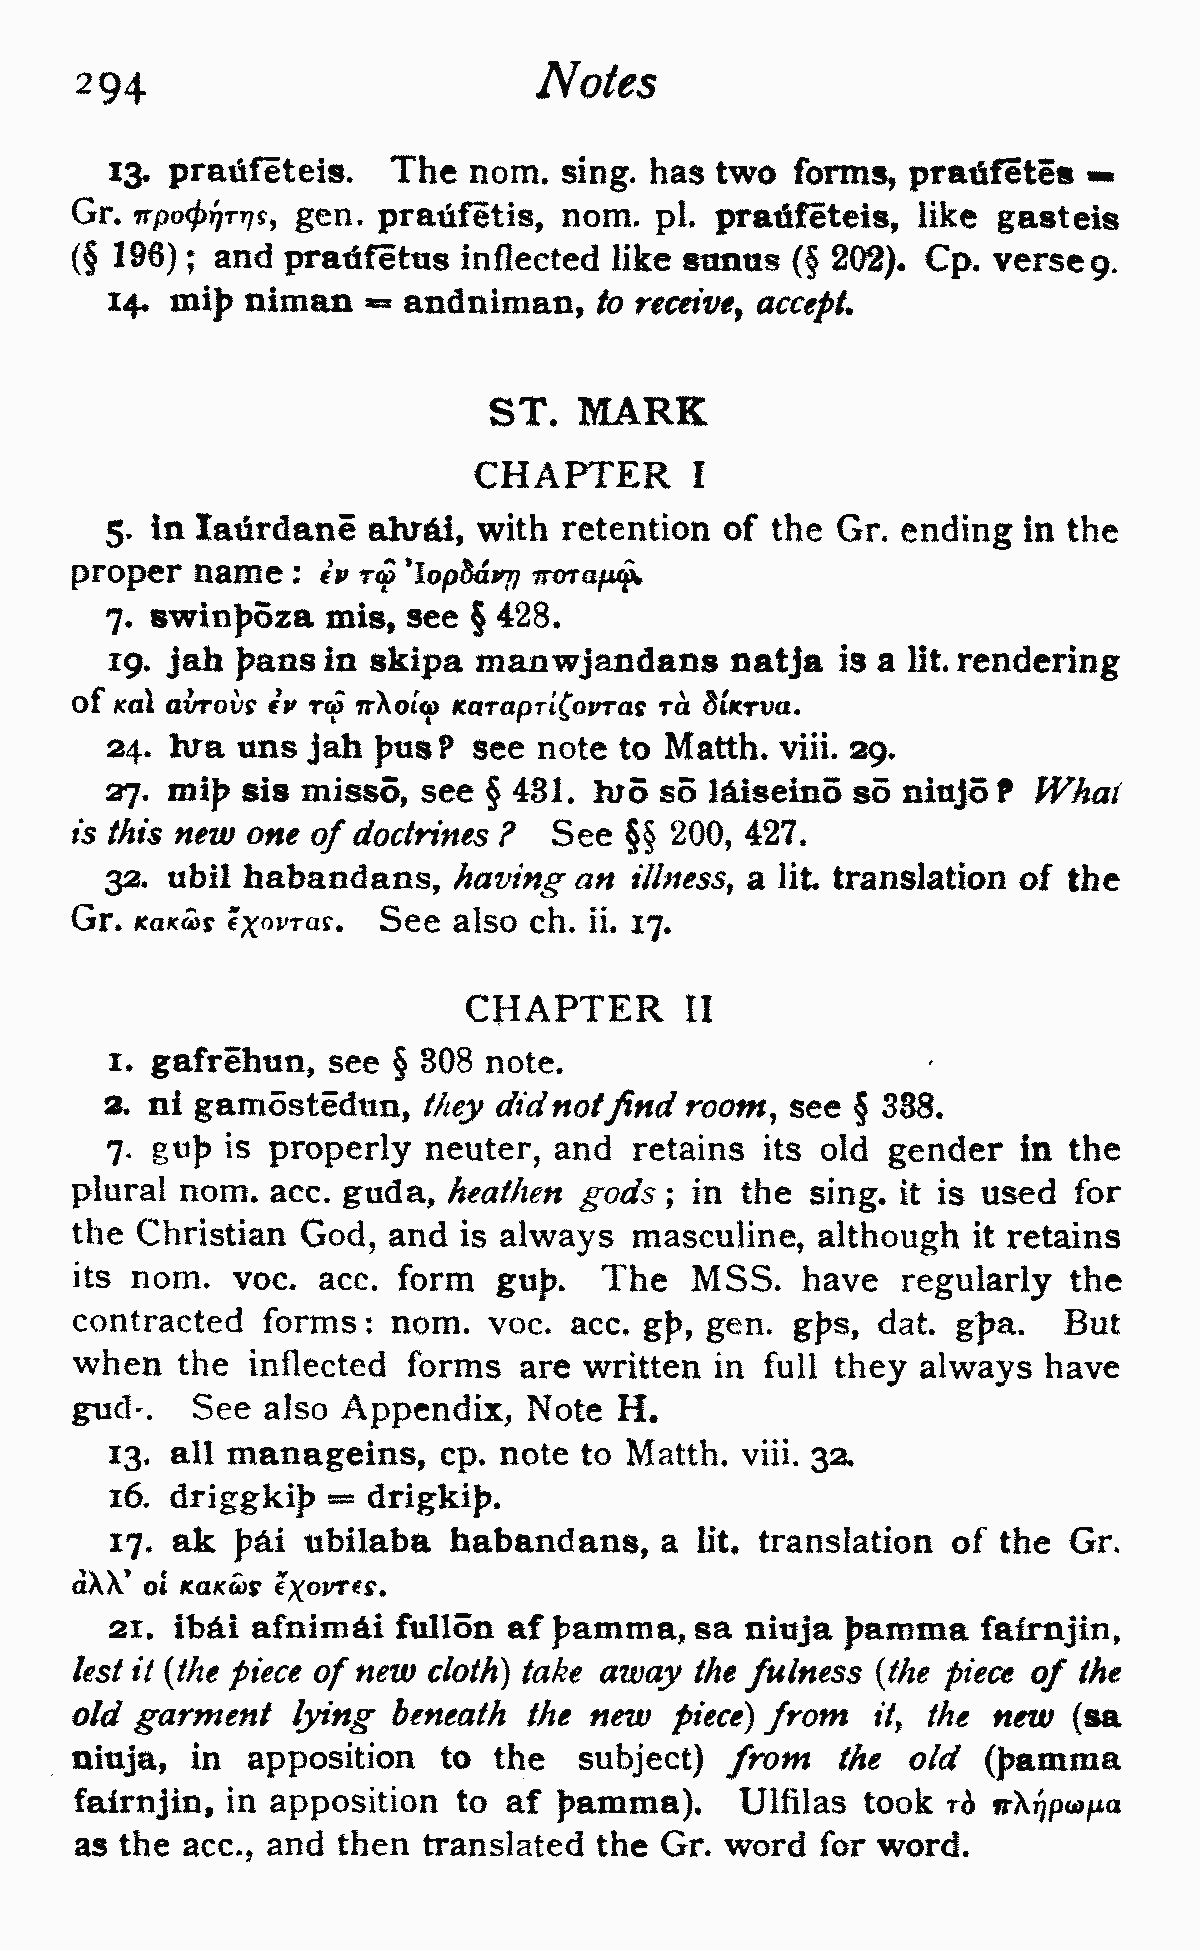 294 Notes
13. praúfēteis. The nom. sing. has two forms, praúfētēs =
Gr. προφήτης, gen. praúfētis, nom. pl. praúfēteis, like gasteis
(§ 196); and praúfētus inflected like sunus (§ 202). Cp. verse 9.
14. miþ niman = andniman, to receive, accept.
ST. MARK
CHAPTER I
5. in Iaúrdanē aƕái, with retention of the Gr. ending in the
proper name: ἐν τῷ Ἰορδάνῃ ποταμῷ.
7. swinþōza mis, see § 428.
19. jah þans in skipa manwjandans natja is a lit. rendering
of καὶ αὐτοὺς ἐν τῷ πλοίῳ καταρτίζοντας τὰ δίκτυα.
24. ƕa uns jah þus? see note to Matth. viii. 29.
27. miþ sis missō, see § 431. ƕō sō láiseinō sō niujō? What
is this new one of doctrines? See §§ 200, 427.
32. ubil habandans, having an illness, a lit. translation of the
Gr. κακῶς ἔχοντας. See also ch. ii. 17.
CHAPTER II
1. gafrēhun, see § 308 note.
2. ni gamōstēdun, they did not find room, see § 338.
7. guþ is properly neuter, and retains its old gender in the
plural nom. acc. guda, heathen gods; in the sing. it is used for
the Christian God, and is always masculine, although it retains
its nom. voc. acc. form guþ. The MSS. have regularly the
contracted forms: nom. voc. acc. gþ, gen. gþs, dat. gþa. But
when the inflected forms are written in full they always have
gud-. See also Appendix, Note H.
13. all manageins, cp. note to Matth. viii. 32.
16. driggkiþ = drigkiþ.
17. ak þái ubilaba habandans, a lit. translation of the Gr.
ἀλλ' οἱ κακῶς ἔχοντες.
21. ibái afnimái fullōn af þamma, sa niuja þamma faírnjin,
lest it (the piece of new cloth) take away the fulness (the piece of the
old garment lying beneath the new piece) from it, the new (sa
niuja, in apposition to the subject) from the old (þamma
faírnjin, in apposition to af þamma). Ulfilas took τὸ πλήρωμα
as the acc., and then translated the Gr. word for word.